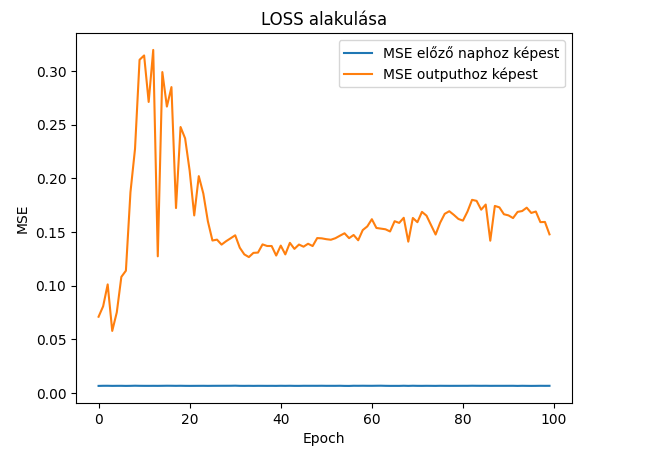 LOSS alakulása
MSE előző naphoz képest
MSE outputhoz képest
0.30
0.25
0.20
0.15
0.10
0.05
0.00
MSE
0 20 40 60 80 100
Epoch